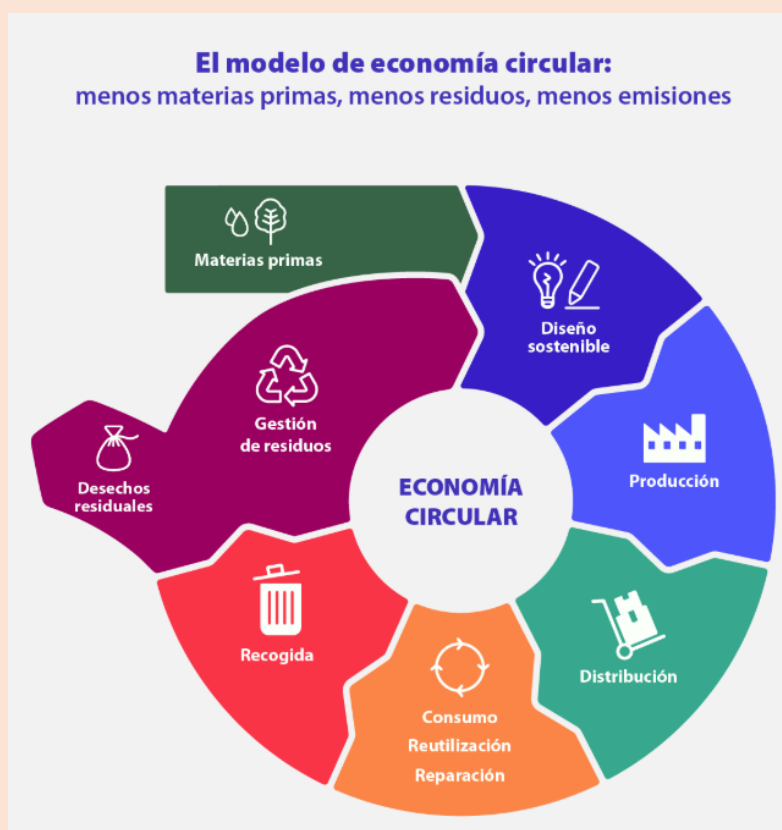 El modelo de economía circular:
menos materias primas, menos residuos, menos emisiones
Materias primas
Diseño
sostenible
Producción
Distribución
Consumo
Reutilización
Reparación
Recogida
Gestión
de residuos
Desechos
residuales
ECONOMÍA
CIRCULAR